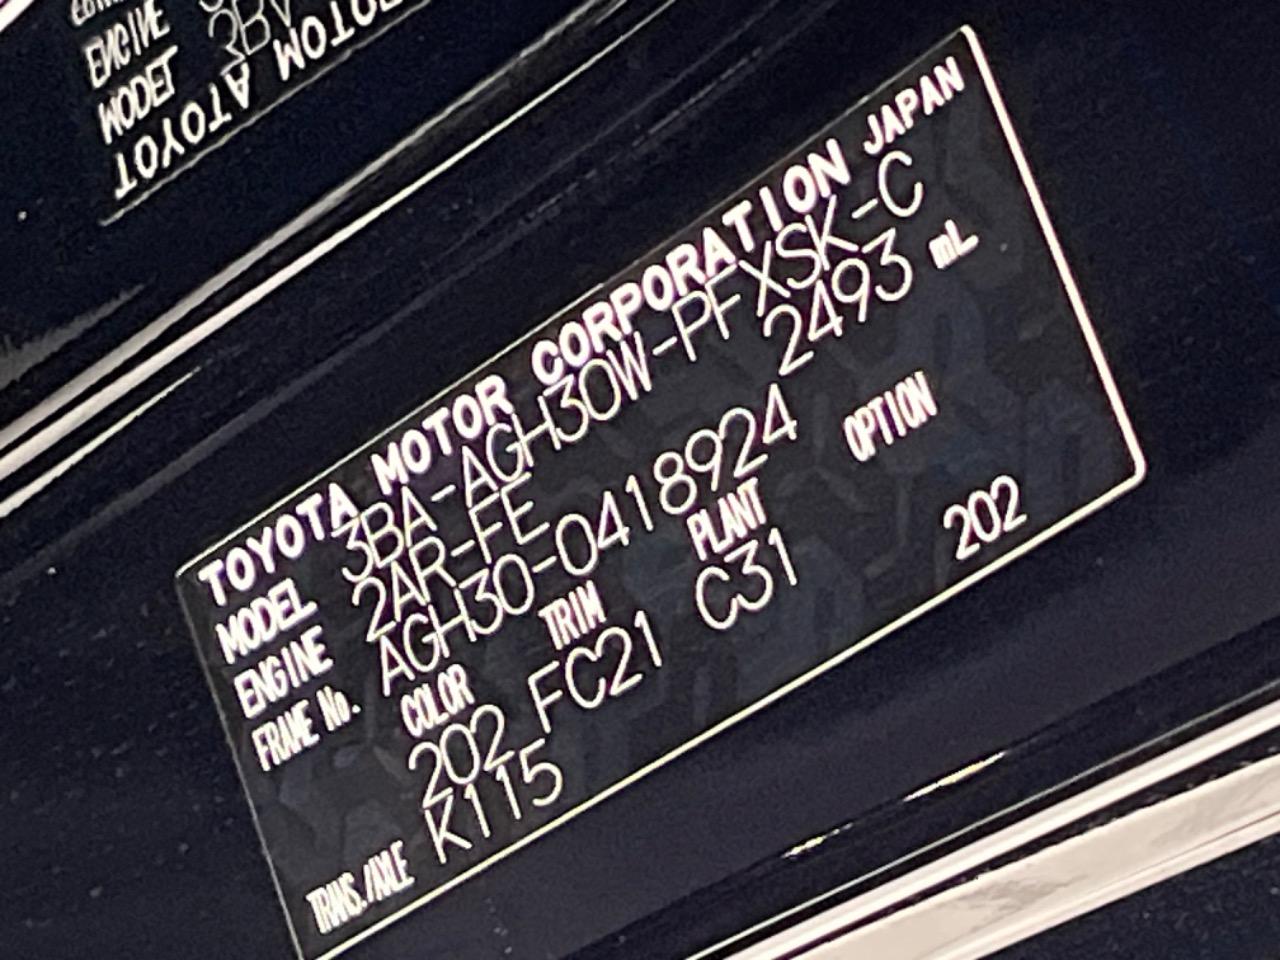 TOYOTA MOTOR CORPORATION JAPAN
MODEL 3BA-AGH30W-PFXSK-C
ENGINE 2AR-FE 2493 mL
FRAME No. AGH30-0418924
COLOR TRIM PLANT OPTION
202 FC21 C31 202
TRANS./AXLE K115
ENGINE
MODEL 3B
TOYOTA MOTO